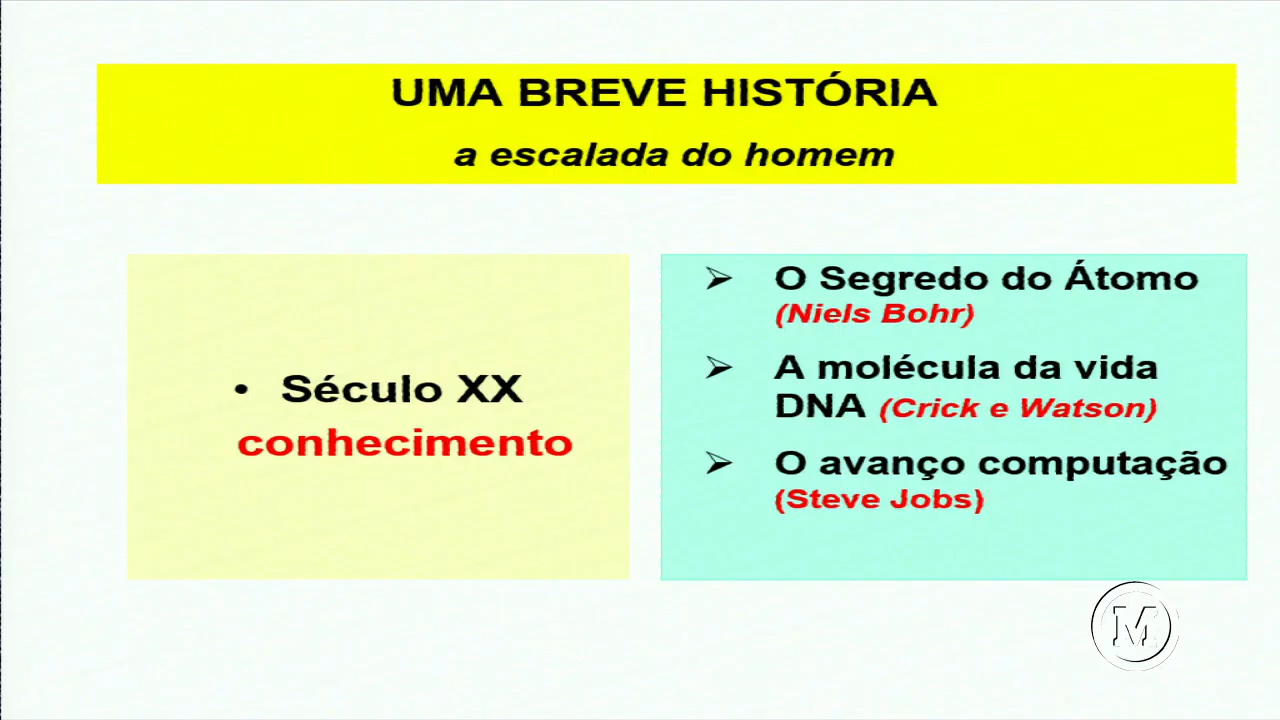 UMA BREVE HISTÓRIA
a escalada do homem
• Século XX
conhecimento
➢ O Segredo do Átomo
(Niels Bohr)
➢ A molécula da vida
DNA (Crick e Watson)
➢ O avanço computação
(Steve Jobs)
M